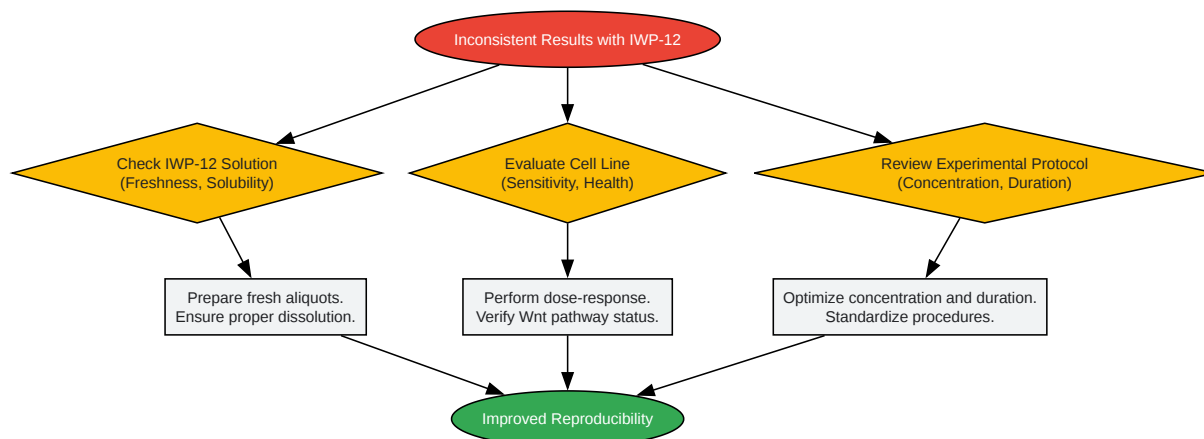 Inconsistent Results with IWP-12
Check IWP-12 Solution
(Freshness, Solubility)
Evaluate Cell Line
(Sensitivity, Health)
Review Experimental Protocol
(Concentration, Duration)
Prepare fresh aliquots.
Ensure proper dissolution.
Perform dose-response.
Verify Wnt pathway status.
Optimize concentration and duration.
Standardize procedures.
Improved Reproducibility